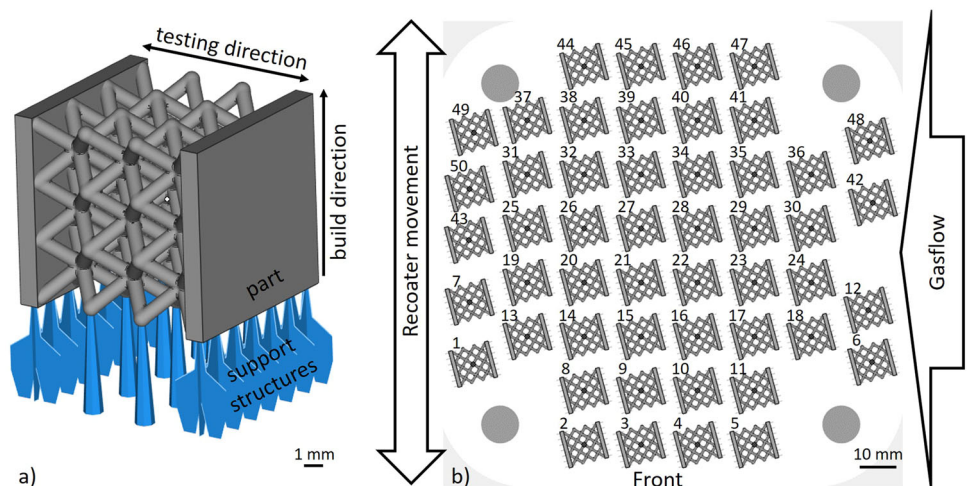 testing direction
build direction
part
support
structures
1 mm
a)
Recoater movement
44 45 46 47
49 37 38 39 40 41 48
50 31 32 33 34 35 36 42
43 25 26 27 28 29 30
7 19 20 21 22 23 24 12
1 13 14 15 16 17 18 6
8 9 10 11
2 3 4 5
Front
10 mm
b)
Gasflow